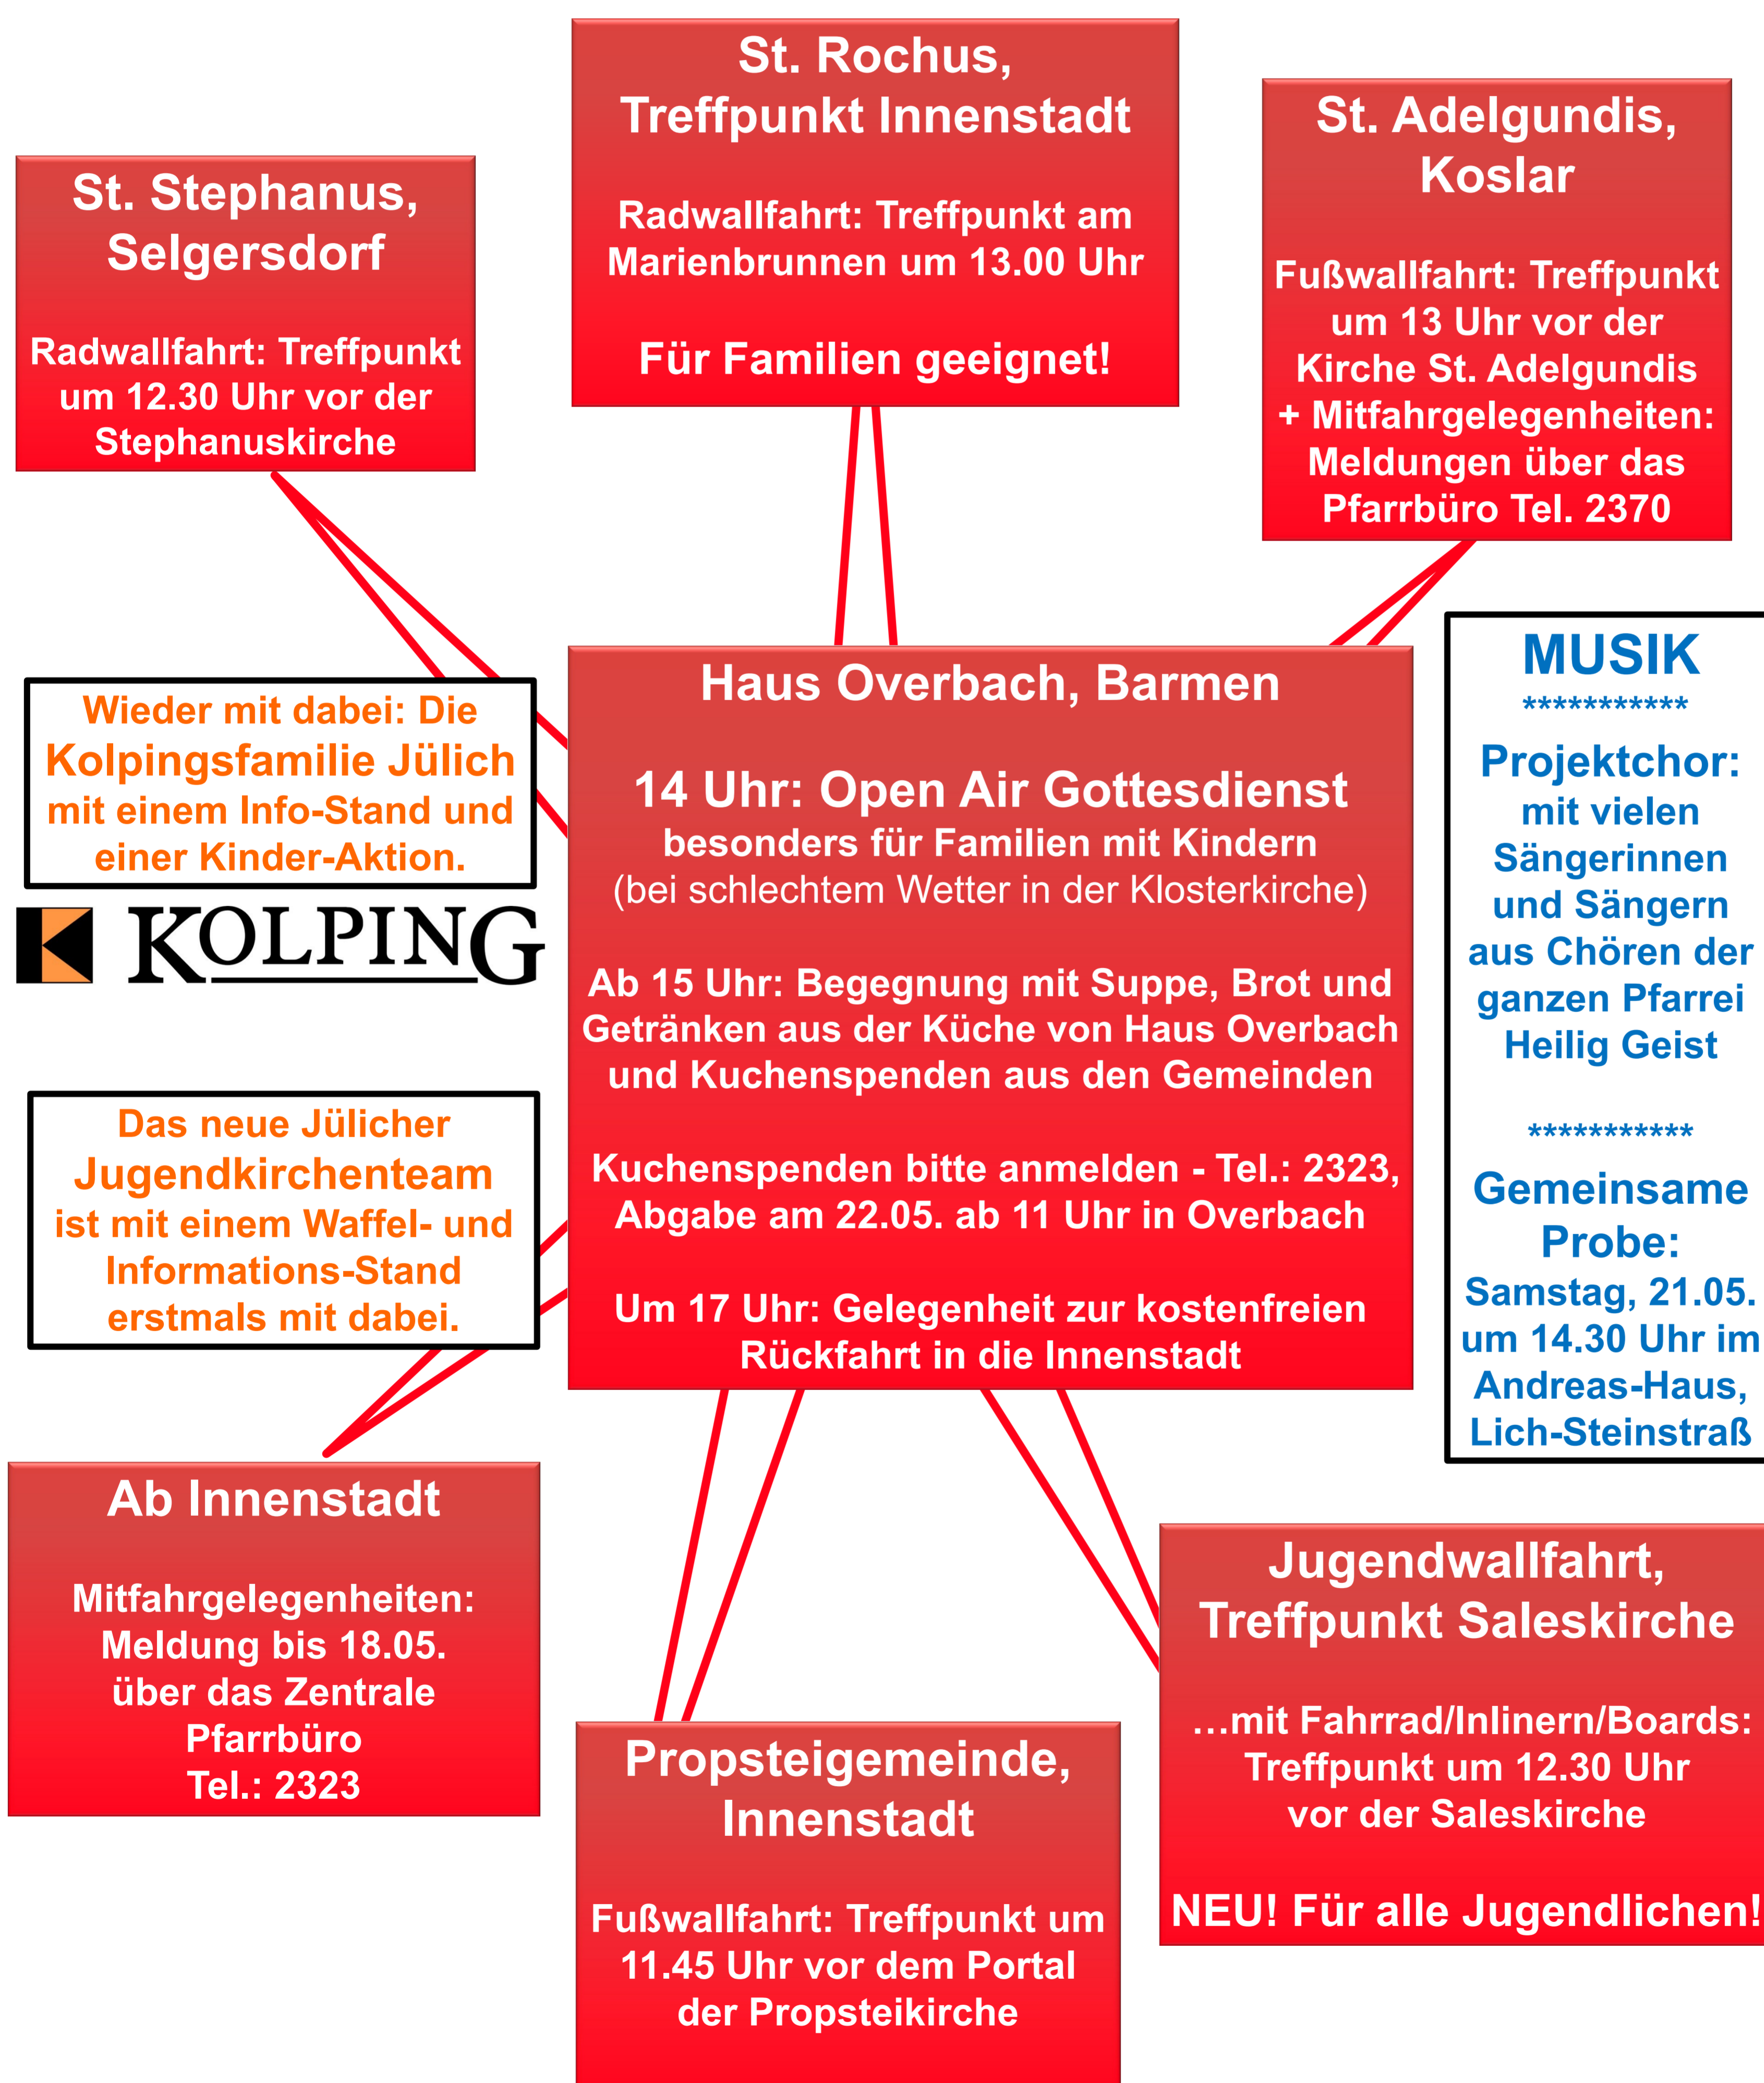 St. Rochus,
Treffpunkt Innenstadt
Radwallfahrt: Treffpunkt am
Marienbrunnen um 13.00 Uhr
Für Familien geeignet!
St. Adelgundis,
Koslar
Fußwallfahrt: Treffpunkt
um 13 Uhr vor der
Kirche St. Adelgundis
+ Mitfahrgelegenheiten:
Meldungen über das
Pfarrbüro Tel. 2370
St. Stephanus,
Selgersdorf
Radwallfahrt: Treffpunkt
um 12.30 Uhr vor der
Stephanuskirche
Wieder mit dabei: Die
Kolpingsfamilie Jülich
mit einem Info-Stand und
einer Kinder-Aktion.
KOLPING
Das neue Jülicher
Jugendkirchenteam
ist mit einem Waffel- und
Informations-Stand
erstmals mit dabei.
Haus Overbach, Barmen
14 Uhr: Open Air Gottesdienst
besonders für Familien mit Kindern
(bei schlechtem Wetter in der Klosterkirche)
Ab 15 Uhr: Begegnung mit Suppe, Brot und
Getränken aus der Küche von Haus Overbach
und Kuchenspenden aus den Gemeinden
Kuchenspenden bitte anmelden - Tel.: 2323,
Abgabe am 22.05. ab 11 Uhr in Overbach
Um 17 Uhr: Gelegenheit zur kostenfreien
Rückfahrt in die Innenstadt
MUSIK
***********
Projektchor:
mit vielen
Sängerinnen
und Sängern
aus Chören der
ganzen Pfarrei
Heilig Geist
***********
Gemeinsame
Probe:
Samstag, 21.05.
um 14.30 Uhr im
Andreas-Haus,
Lich-Steinstraß
Ab Innenstadt
Mitfahrgelegenheiten:
Meldung bis 18.05.
über das Zentrale
Pfarrbüro
Tel.: 2323
Propsteigemeinde,
Innenstadt
Fußwallfahrt: Treffpunkt um
11.45 Uhr vor dem Portal
der Propsteikirche
Jugendwallfahrt,
Treffpunkt Saleskirche
…mit Fahrrad/Inlinern/Boards:
Treffpunkt um 12.30 Uhr
vor der Saleskirche
NEU! Für alle Jugendlichen!